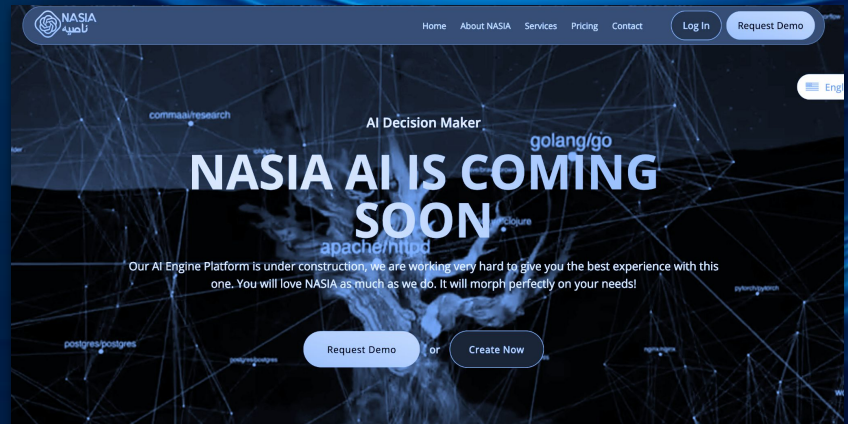 NASIA
ناصيه
Home About NASIA Services Pricing Contact
Log In
Request Demo
Engl
commaai/research
AI Decision Maker
golang/go
NASIA AI IS COMING
SOON
clojure
apache/httpd
Our AI Engine Platform is under construction, we are working very hard to give you the best experience with this
one. You will love NASIA as much as we do. It will morph perfectly on your needs!
pytorch/pytorch
postgres/postgres
Request Demo or Create Now